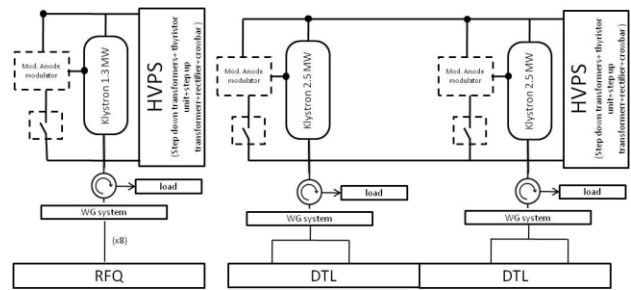 Mod. Anode
modulator
Klystron 1.3 MW
HVPS
(Step down transformers+ thyristor
unit+step up
transformerr+rectifier+crowbar)
load
WG system
(x8)
RFQ
Mod. Anode
modulator
Klystron 2.5 MW
load
WG system
DTL
Mod. Anode
modulator
Klystron 2.5 MW
HVPS
(Step down transformers+ thyristor
unit+step up
transformerr+rectifier+crowbar)
load
WG system
DTL